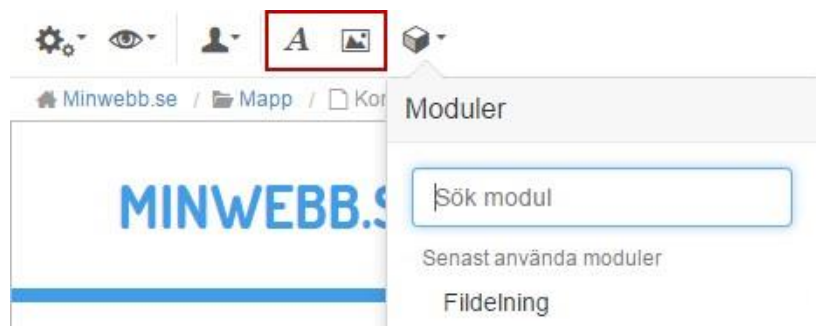 A
Minwebb.se / Mapp / Kor
Moduler
MINWEBB.S
Sök modul
Senast använda moduler
Fildelning